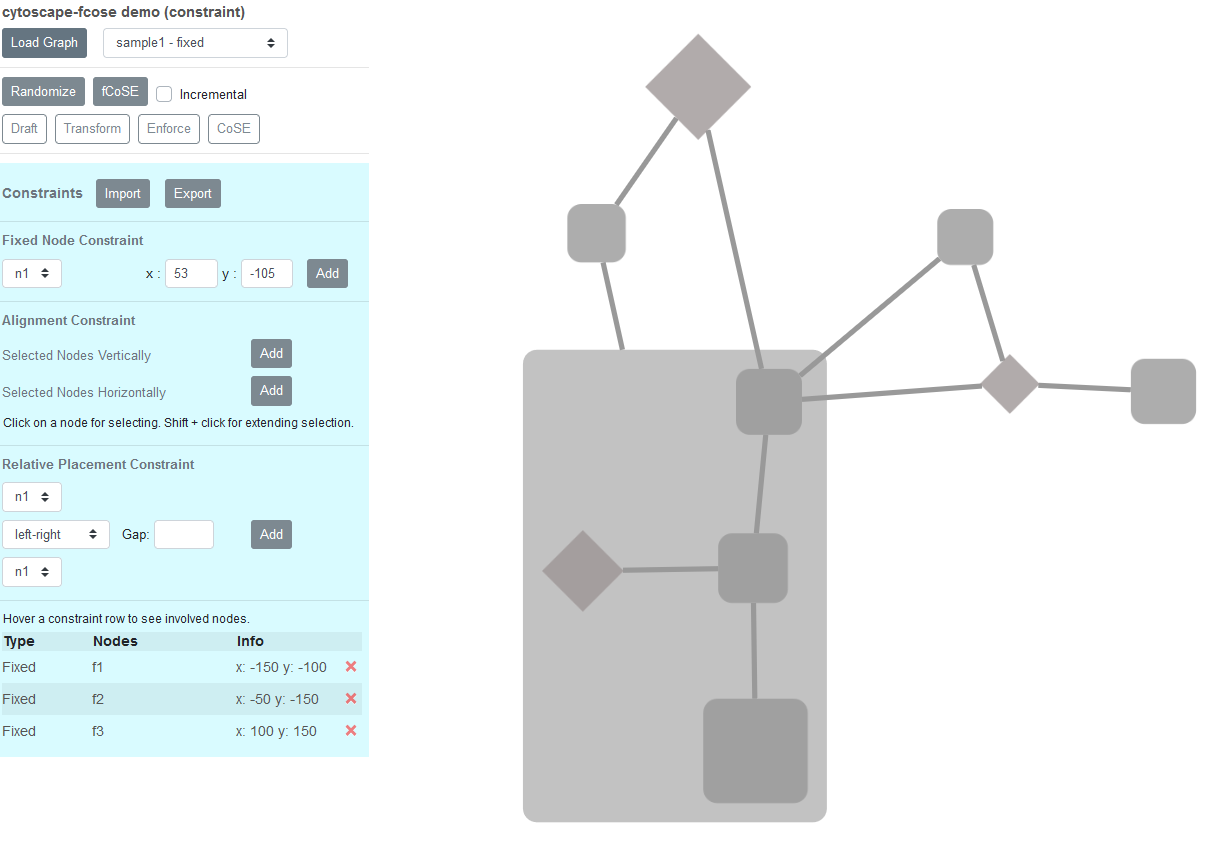 cytoscape-fcose demo (constraint)
Load Graph sample1 - fixed
Randomize fCoSE Incremental
Draft Transform Enforce CoSE
Constraints Import Export
Fixed Node Constraint
n1 x : 53 y : -105 Add
Alignment Constraint
Selected Nodes Vertically Add
Selected Nodes Horizontally Add
Click on a node for selecting. Shift + click for extending selection.
Relative Placement Constraint
n1
left-right Gap: Add
n1
Hover a constraint row to see involved nodes.
Type Nodes Info
Fixed f1 x: -150 y: -100
Fixed f2 x: -50 y: -150
Fixed f3 x: 100 y: 150